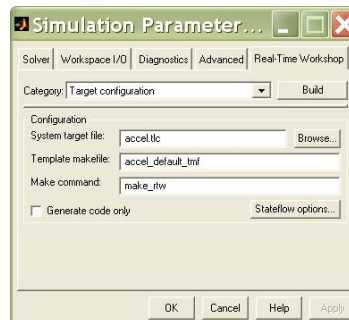 Simulation Parameter...
Solver Workspace I/O Diagnostics Advanced Real-Time Workshop
Category: Target configuration Build
Configuration
System target file: accel.tlc Browse...
Template makefile: accel_default_tmf
Make command: make_rtw
Generate code only Stateflow options...
OK Cancel Help Apply